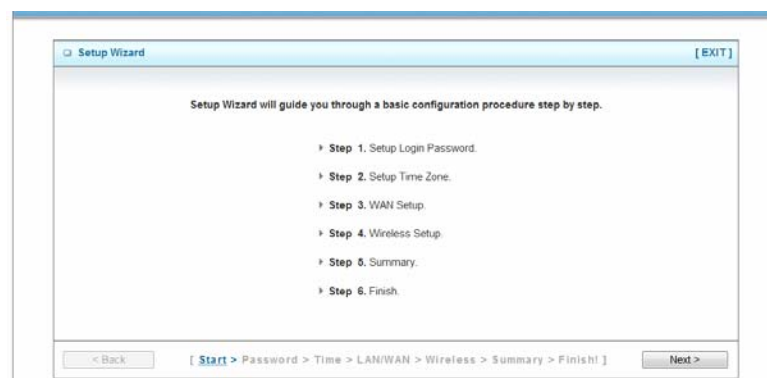 Setup Wizard [ EXIT ]
Setup Wizard will guide you through a basic configuration procedure step by step.
Step 1. Setup Login Password.
Step 2. Setup Time Zone.
Step 3. WAN Setup.
Step 4. Wireless Setup.
Step 5. Summary.
Step 6. Finish.
< Back [ Start > Password > Time > LAN/WAN > Wireless > Summary > Finish! ] Next >